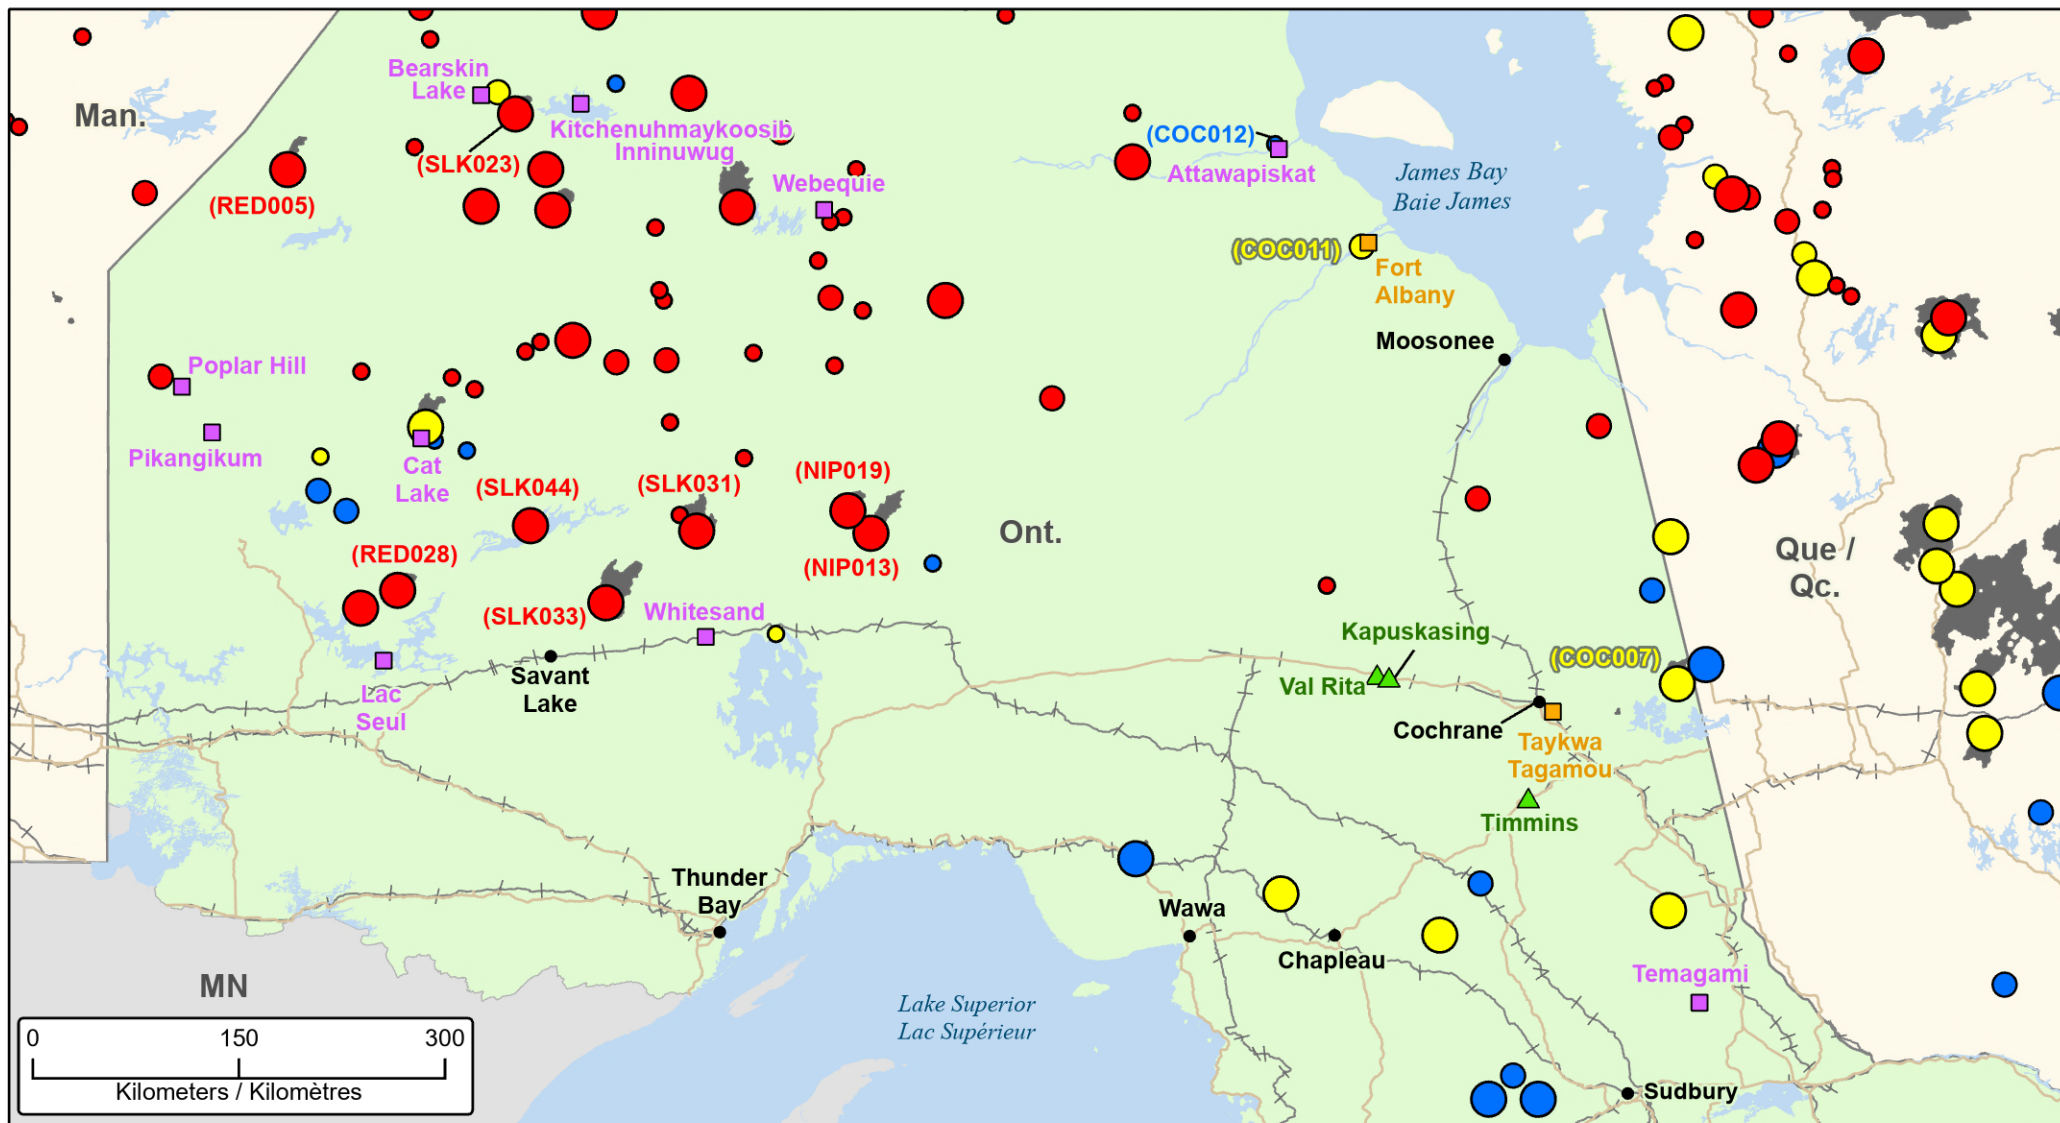 Bearskin
Lake
Man.
Kitchenuhmaykoosib
Inninuwug
(SLK023)
(RED005)
Webequie
(COC012)
Attawapiskat
James Bay
Baie James
(COC011)
Fort
Albany
Moosonee
Poplar Hill
Pikangikum
Cat
Lake
(SLK044)
(SLK031)
(NIP019)
(NIP013)
Ont.
Que /
Qc.
(RED028)
(SLK033)
Whitesand
Kapuskasing
Val Rita
(COC007)
Savant
Lake
Lac
Seul
Cochrane
Taykwa
Tagamou
Timmins
Thunder
Bay
Wawa
Chapleau
Temagami
MN
Lake Superior
Lac Supérieur
0 150 300
Kilometers / Kilomètres
Sudbury